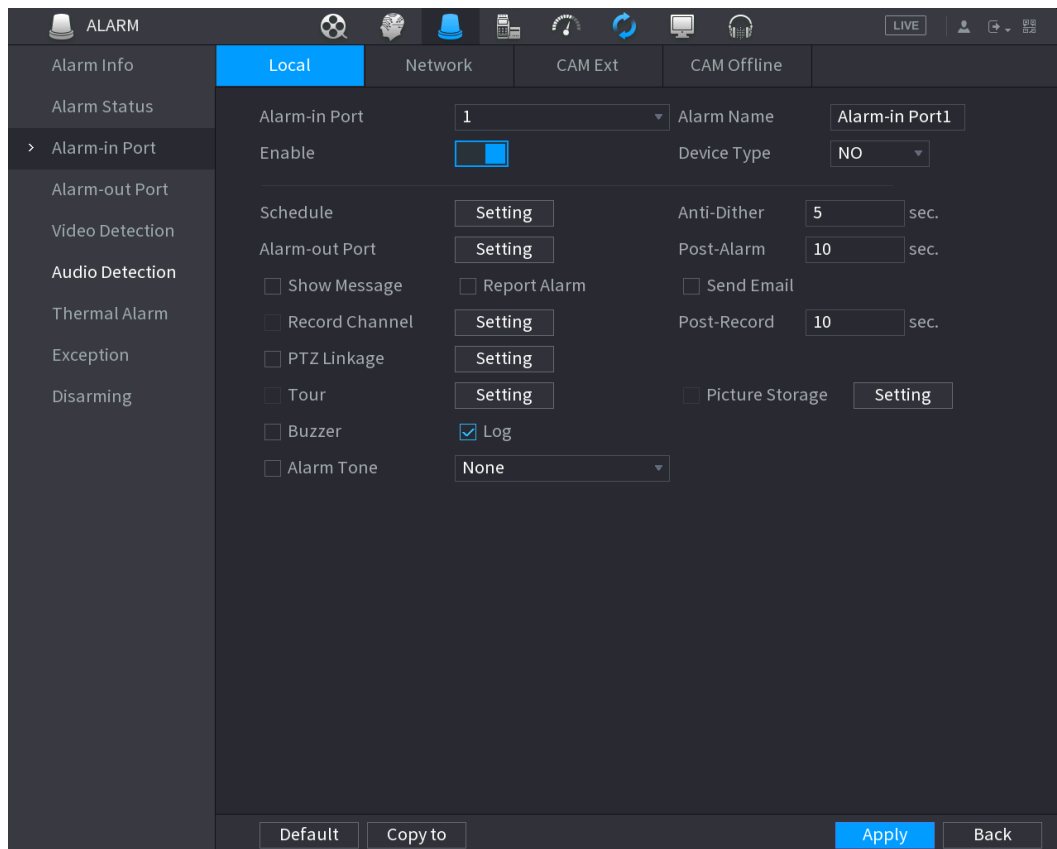 ALARM
LIVE
Alarm Info
Alarm Status
> Alarm-in Port
Alarm-out Port
Video Detection
Audio Detection
Thermal Alarm
Exception
Disarming
Local Network CAM Ext CAM Offline
Alarm-in Port 1 Alarm Name Alarm-in Port1
Enable Device Type NO
Schedule Setting Anti-Dither 5 sec.
Alarm-out Port Setting Post-Alarm 10 sec.
Show Message Report Alarm Send Email
Record Channel Setting Post-Record 10 sec.
PTZ Linkage Setting
Tour Setting Picture Storage Setting
Buzzer Log
Alarm Tone None
Default Copy to Apply Back